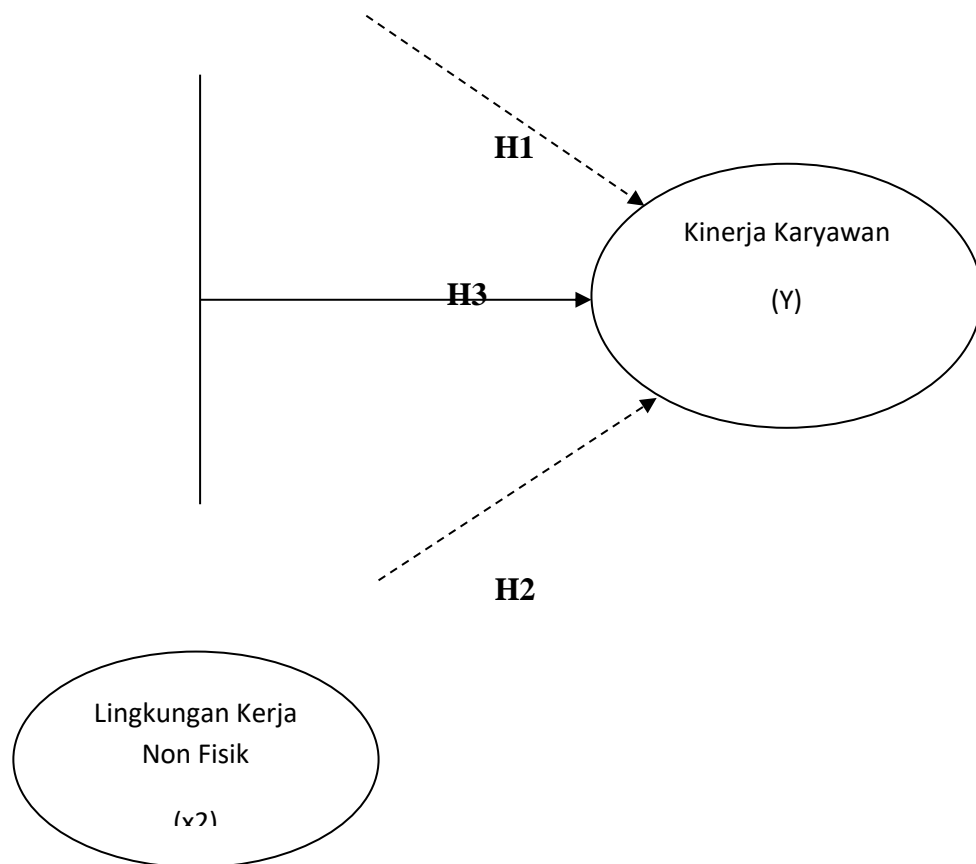 H1
Kinerja Karyawan
(Y)
H3
H2
Lingkungan Kerja
Non Fisik
(x2)